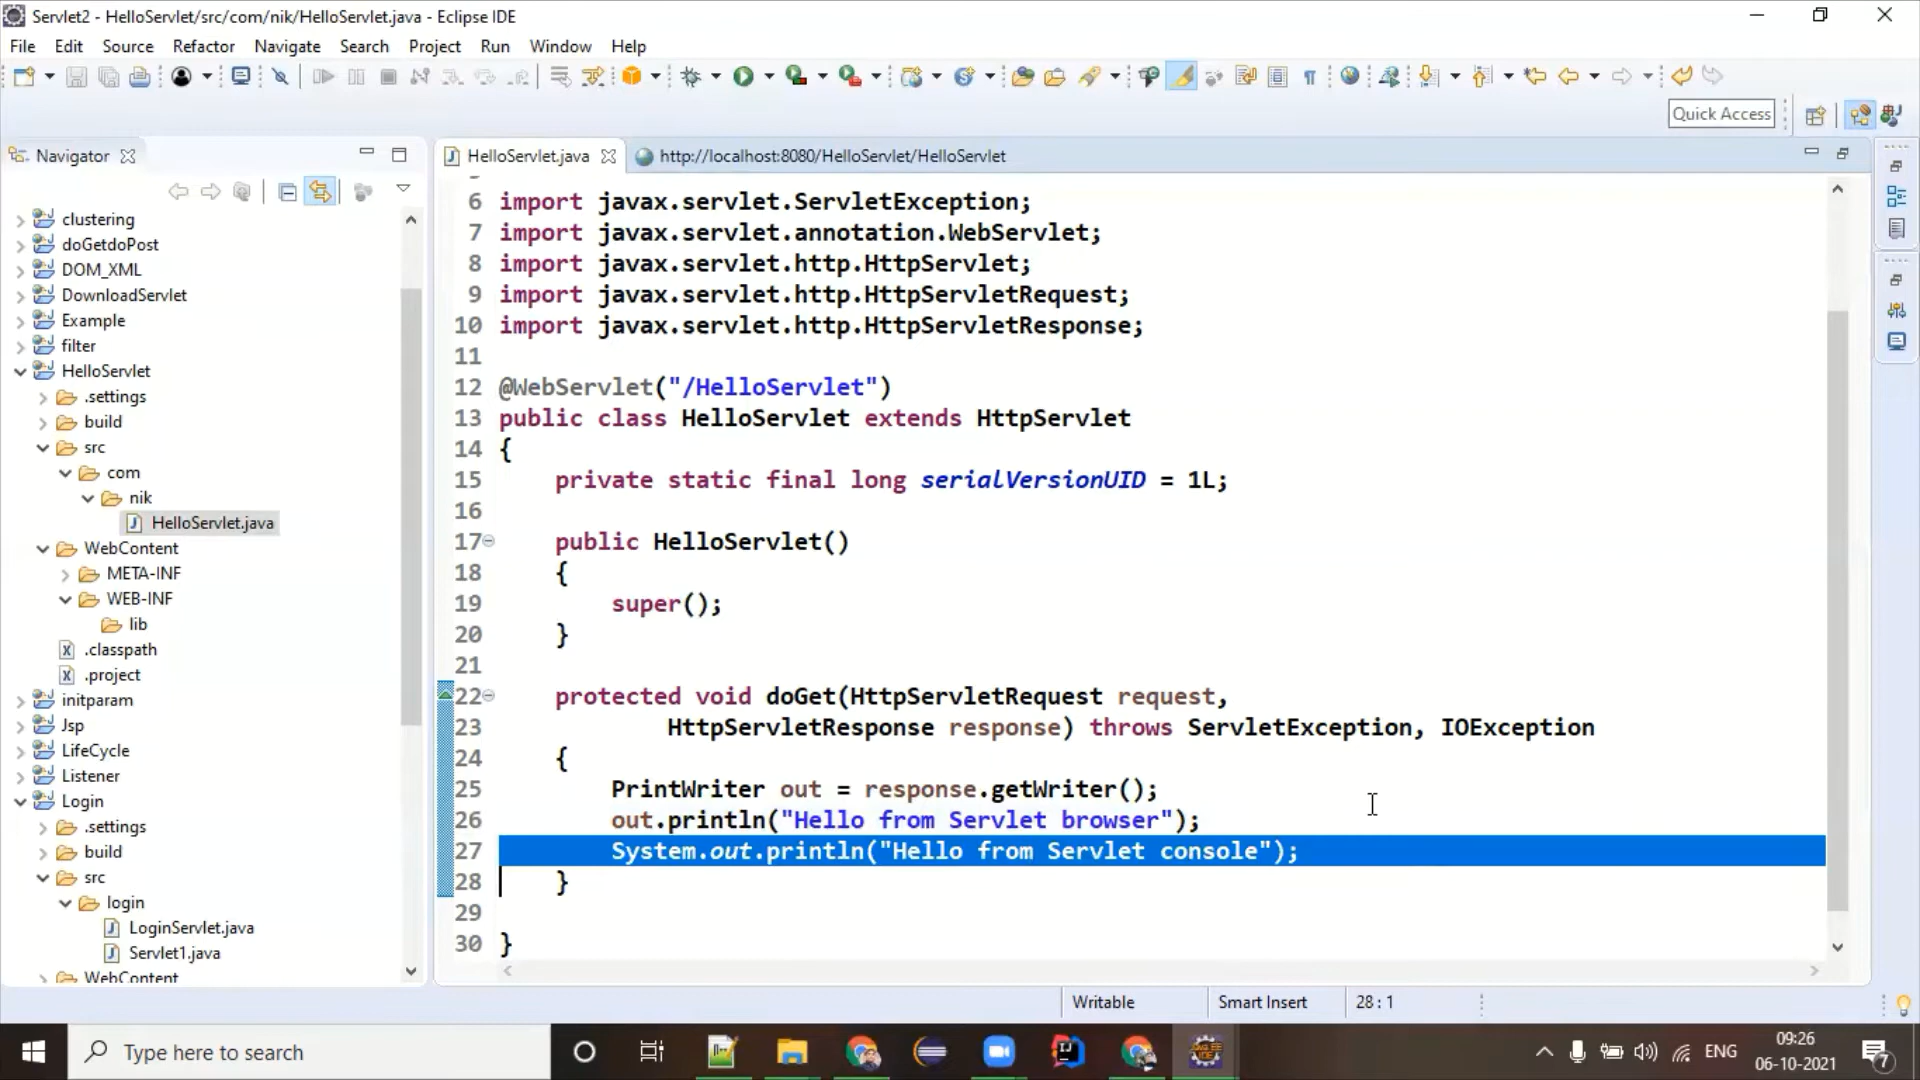 Servlet2 - HelloServlet/src/com/nik/HelloServlet.java - Eclipse IDE
File Edit Source Refactor Navigate Search Project Run Window Help
Quick Access
Navigator
clustering
doGetdoPost
DOM_XML
DownloadServlet
Example
filter
HelloServlet
.settings
build
src
com
nik
HelloServlet.java
WebContent
META-INF
WEB-INF
lib
.classpath
.project
initparam
Jsp
LifeCycle
Listener
Login
.settings
build
src
login
LoginServlet.java
Servlet1.java
WebContent
HelloServlet.java http://localhost:8080/HelloServlet/HelloServlet
6 import javax.servlet.ServletException;
7 import javax.servlet.annotation.WebServlet;
8 import javax.servlet.http.HttpServlet;
9 import javax.servlet.http.HttpServletRequest;
10 import javax.servlet.http.HttpServletResponse;
11
12 @WebServlet("/HelloServlet")
13 public class HelloServlet extends HttpServlet
14 {
15 private static final long serialVersionUID = 1L;
16
17 public HelloServlet()
18 {
19 super();
20 }
21
22 protected void doGet(HttpServletRequest request,
23 HttpServletResponse response) throws ServletException, IOException
24 {
25 PrintWriter out = response.getWriter();
26 out.println("Hello from Servlet browser");
27 System.out.println("Hello from Servlet console");
28 }
29
30 }
Writable Smart Insert 28 : 1
Type here to search
ENG
09:26
06-10-2021
7